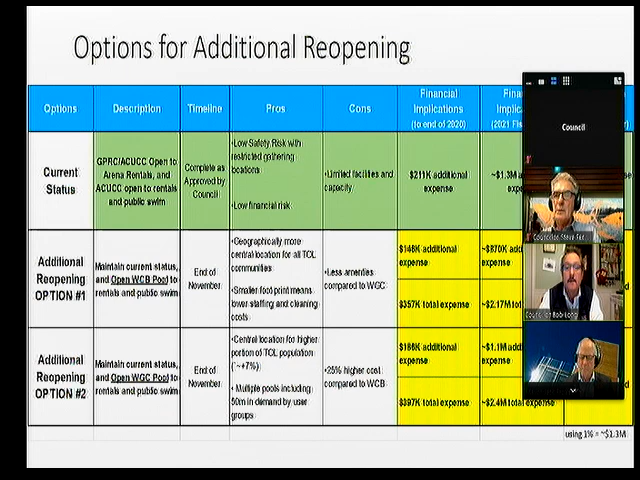 Options for Additional Reopening
Options
Description
Timeline
Pros
Cons
Financial
Implications
(to end of 2020)
Current
Status
GPRC/ACUCC Open to
Arena Rentals, and
ACUCC open to rentals
and public swim
Complete as
Approved by
Council
•Low Safety Risk with
restricted gathering
locations
•Low financial risk.
•Limited facilities and
capacity.
$211K additional
expense
~$1.3M
Additional
Reopening
OPTION #1
Maintain current status,
and Open WCB Pool to
rentals and public swim
End of
November
•Geographically more
central location for all TCL
communities
•Smaller foot print means
lower staffing and cleaning
costs
•Less amenities
compared to WGC
$146K additional
expense
$357K total expense
~$870K
~$2.17M
Additional
Reopening
OPTION #2
Maintain current status,
and Open WGC Pool to
rentals and public swim
End of
November
•Central location for higher
portion of TCL population
(~+7%)
• Multiple pools including
50m in demand by user
groups
•25% higher cost
compared to WCB
$186K additional
expense
$397K total expense
~$1.1M
~$2.4M total expense
using 1% = ~$1.3M
Council
Councillor Steve
Councillor Rob Long